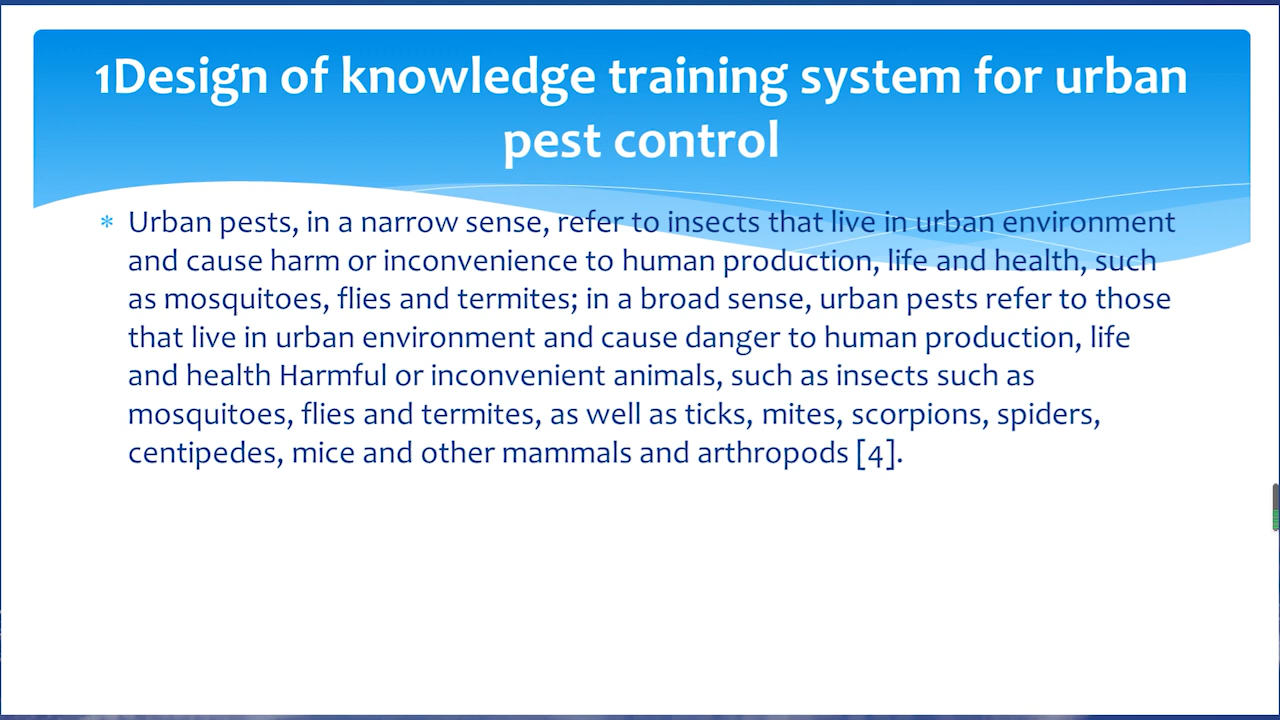 1Design of knowledge training system for urban
pest control
* Urban pests, in a narrow sense, refer to insects that live in urban environment
and cause harm or inconvenience to human production, life and health, such
as mosquitoes, flies and termites; in a broad sense, urban pests refer to those
that live in urban environment and cause danger to human production, life
and health Harmful or inconvenient animals, such as insects such as
mosquitoes, flies and termites, as well as ticks, mites, scorpions, spiders,
centipedes, mice and other mammals and arthropods [4].